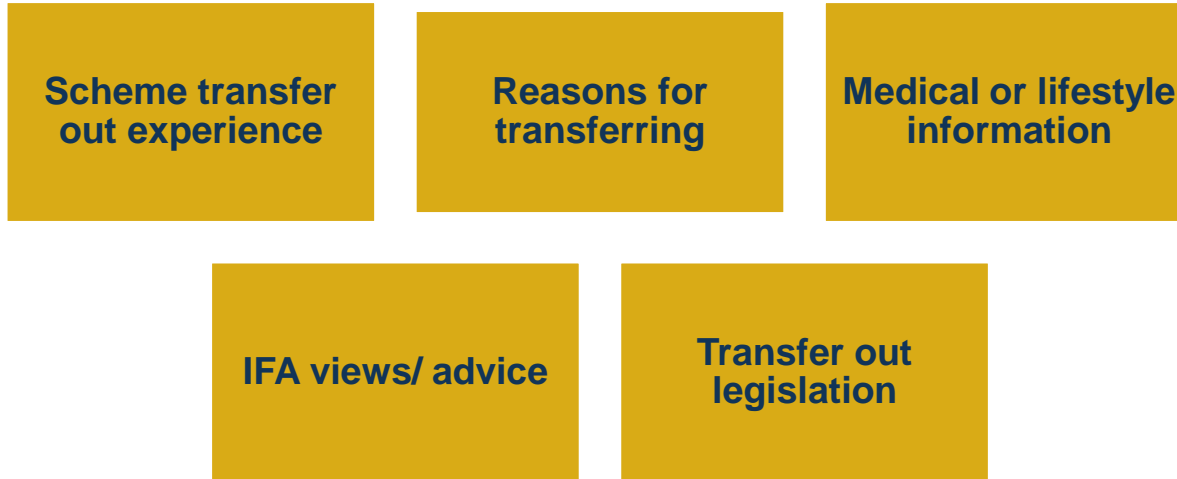 Scheme transfer
out experience
Reasons for
transferring
Medical or lifestyle
information
IFA views/ advice
Transfer out
legislation